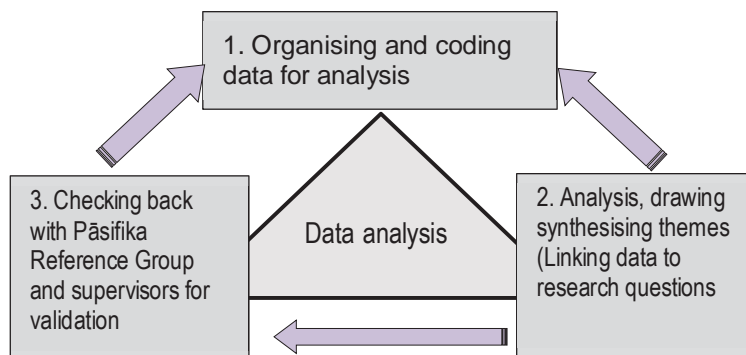 1. Organising and coding
data for analysis
3. Checking back
with Pāsifika
Reference Group
and supervisors for
validation
Data analysis
2. Analysis, drawing
synthesising themes
(Linking data to
research questions